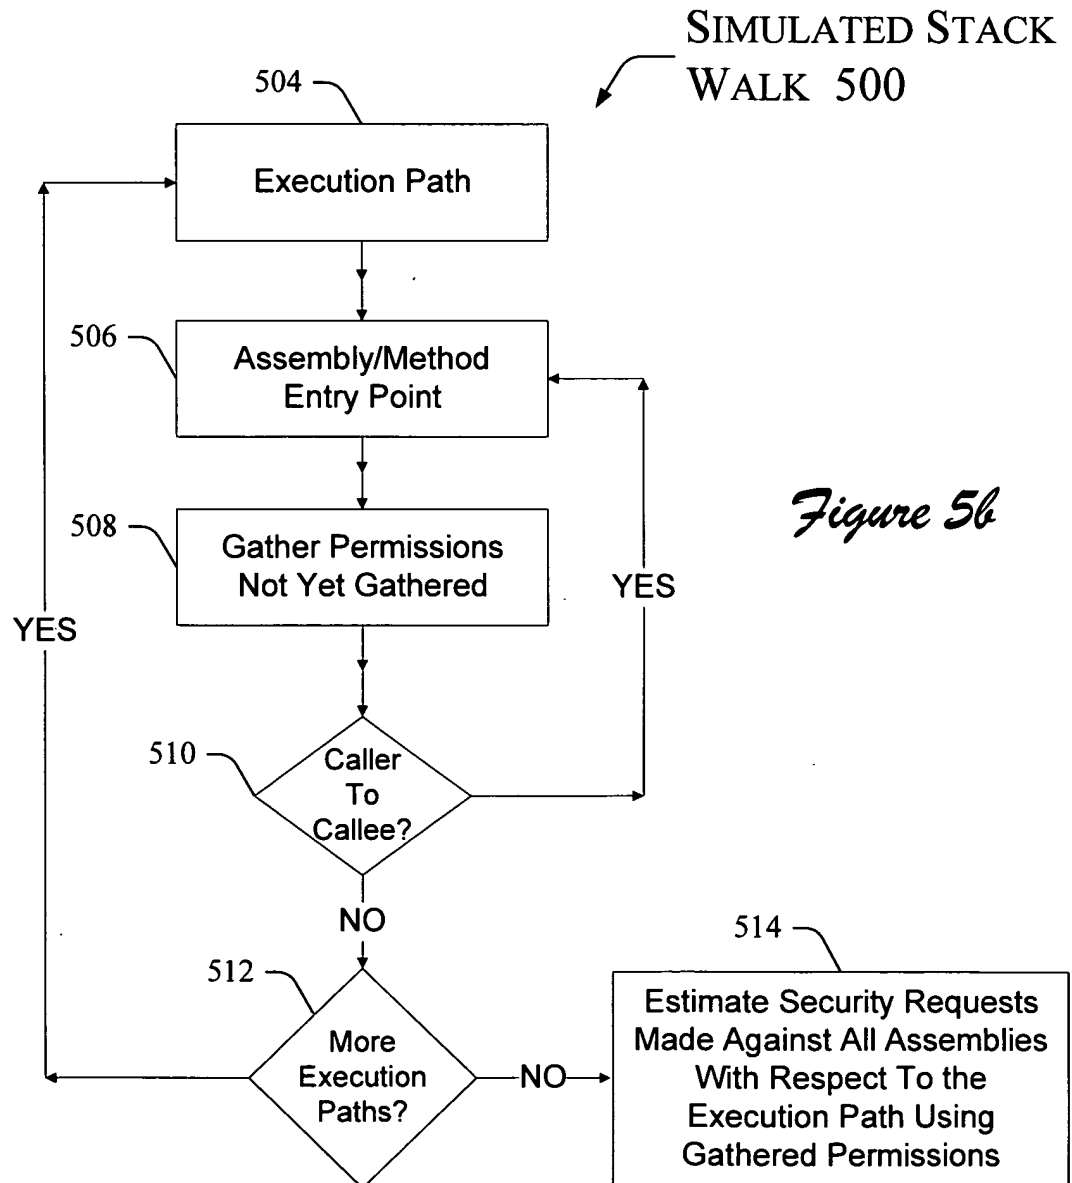 SIMULATED STACK
WALK 500
504
Execution Path
506
Assembly/Method
Entry Point
508
Gather Permissions
Not Yet Gathered
Figure 5b
YES
YES
510
Caller
To
Callee?
NO
512
More
Execution
Paths?
NO
514
Estimate Security Requests
Made Against All Assemblies
With Respect To the
Execution Path Using
Gathered Permissions